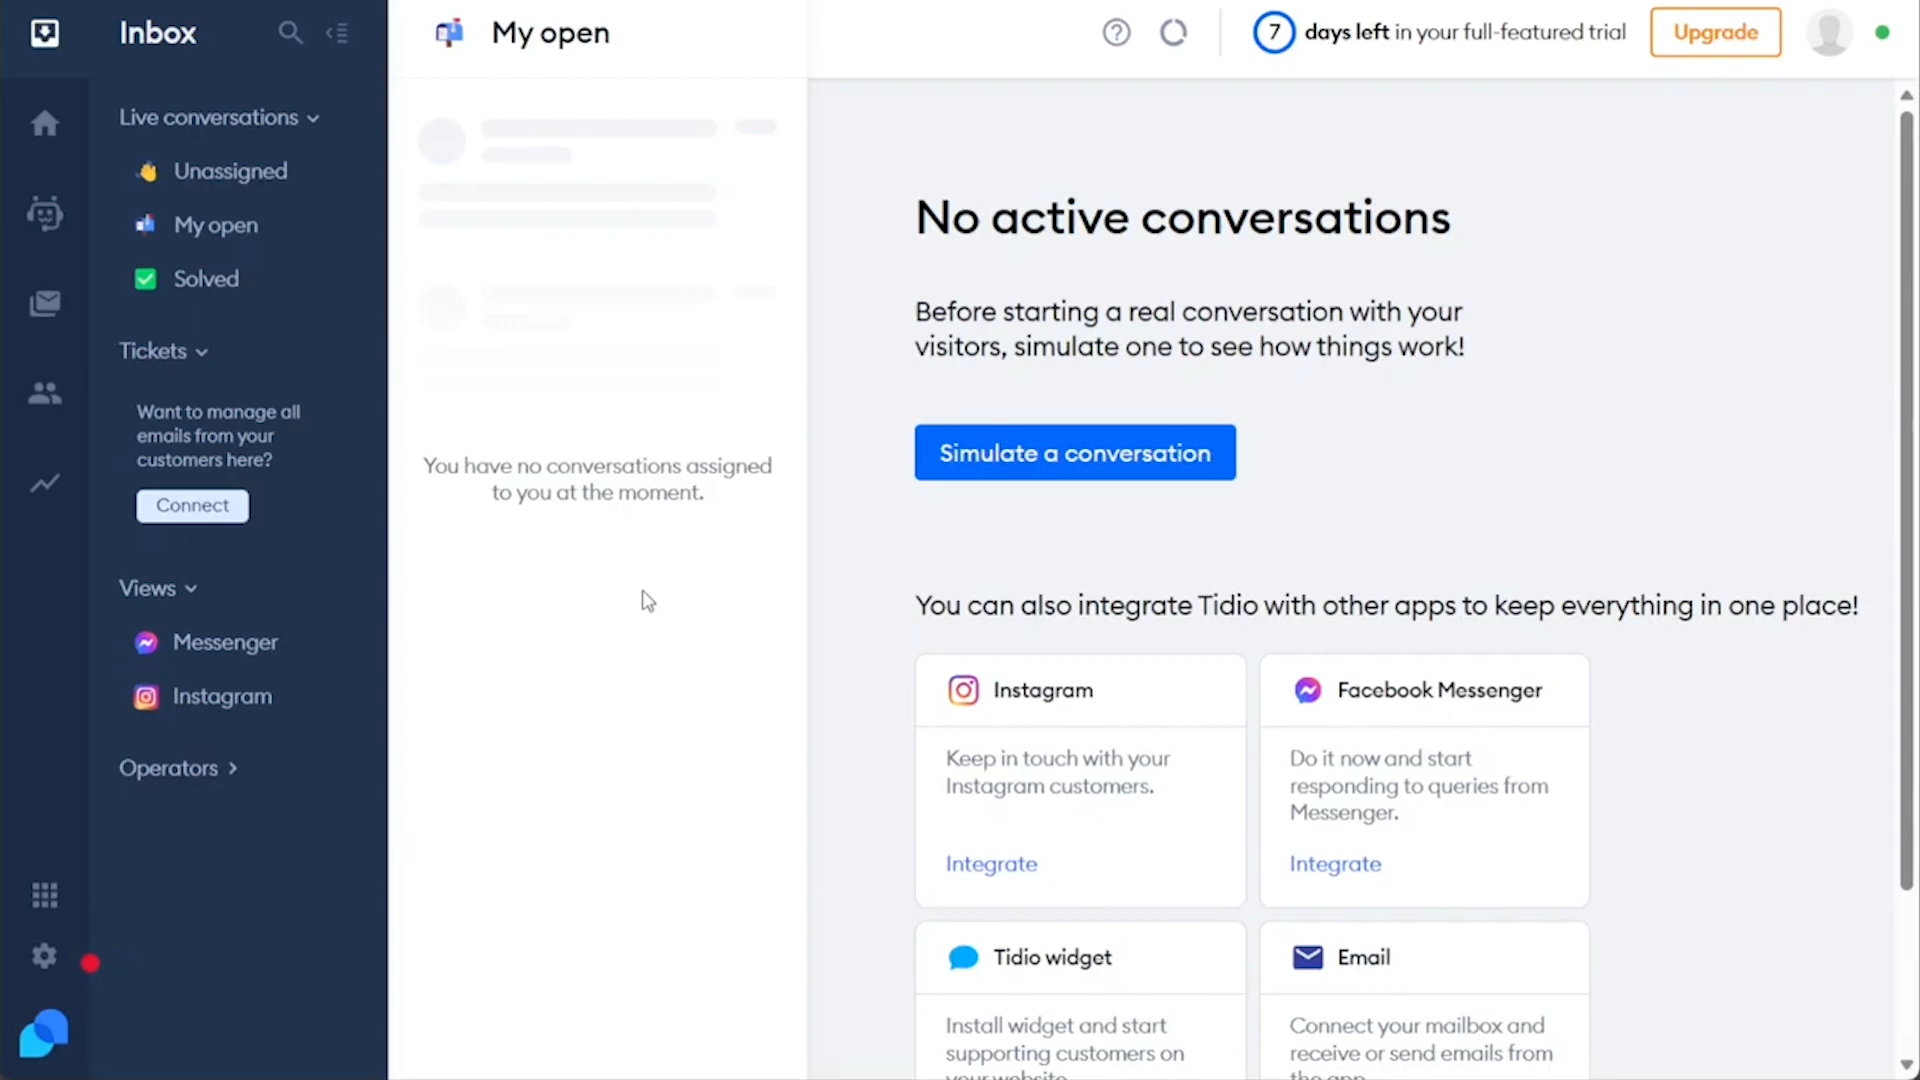 Inbox
My open
7 days left in your full-featured trial
Upgrade
Live conversations
Unassigned
My open
Solved
Tickets
Want to manage all
emails from your
customers here?
Connect
Views
Messenger
Instagram
Operators
You have no conversations assigned
to you at the moment.
No active conversations
Before starting a real conversation with your
visitors, simulate one to see how things work!
Simulate a conversation
You can also integrate Tidio with other apps to keep everything in one place!
Instagram
Keep in touch with your
Instagram customers.
Integrate
Facebook Messenger
Do it now and start
responding to queries from
Messenger.
Integrate
Tidio widget
Install widget and start
supporting customers on
your website
Email
Connect your mailbox and
receive or send emails from
the app